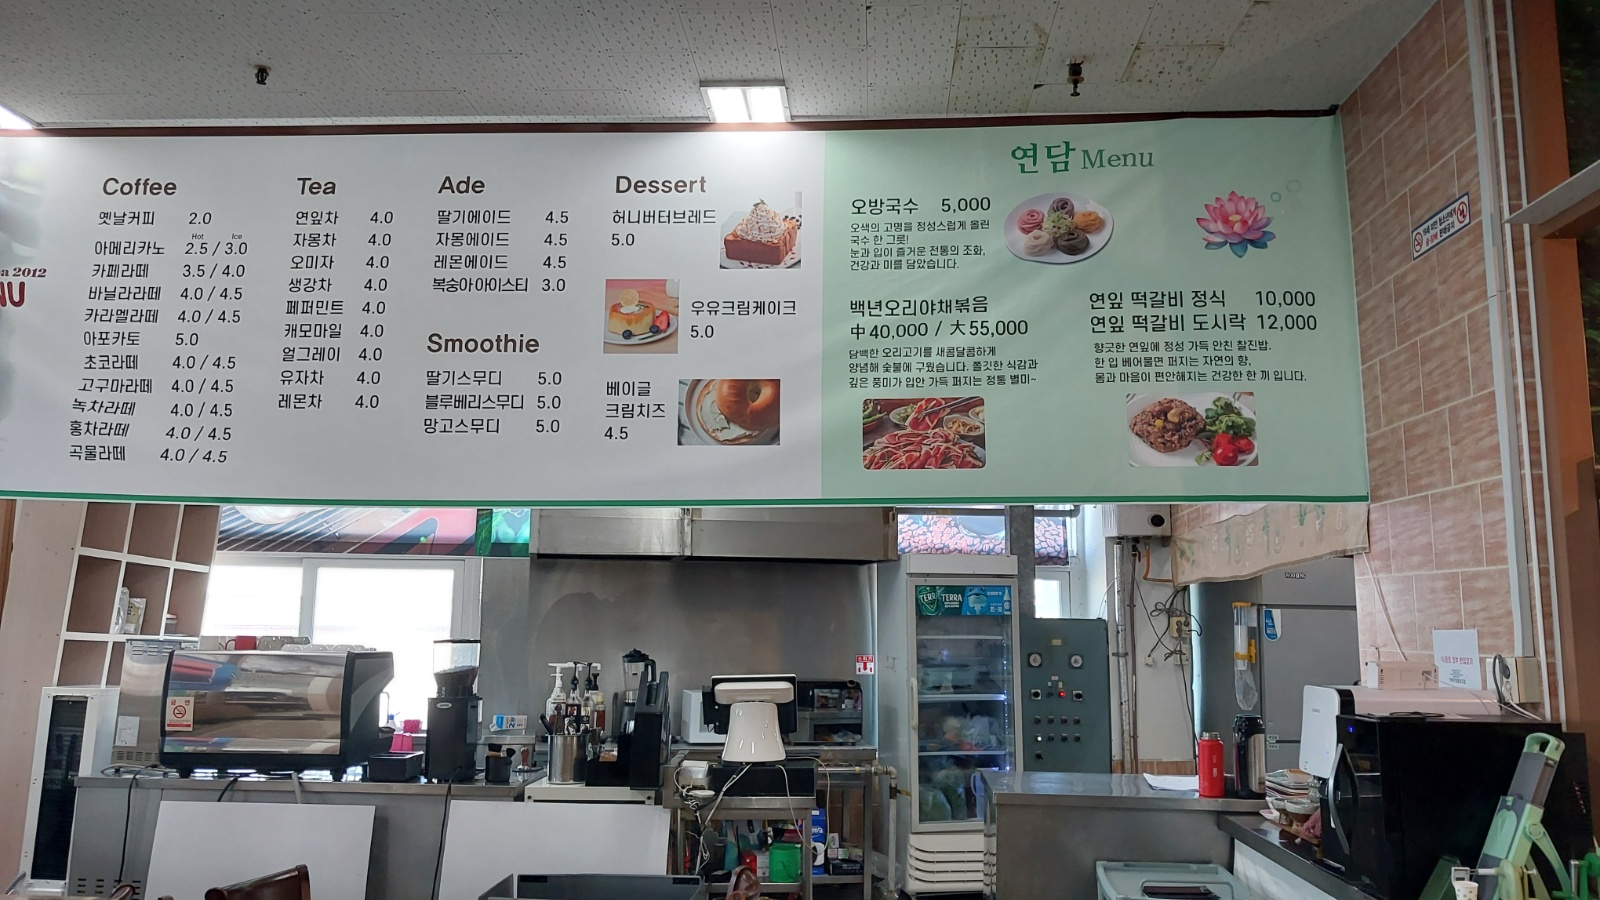 a 2012
NU
Coffee
옛날커피 2.0
Hot Ice
아메리카노 2.5 / 3.0
카페라떼 3.5 / 4.0
바닐라라떼 4.0 / 4.5
카라멜라떼 4.0 / 4.5
아포카토 5.0
초코라떼 4.0 / 4.5
고구마라떼 4.0 / 4.5
녹차라떼 4.0 / 4.5
홍차라떼 4.0 / 4.5
곡물라떼 4.0 / 4.5
Tea
연잎차 4.0
자몽차 4.0
오미자 4.0
생강차 4.0
페퍼민트 4.0
캐모마일 4.0
얼그레이 4.0
유자차 4.0
레몬차 4.0
Ade
딸기에이드 4.5
자몽에이드 4.5
레몬에이드 4.5
복숭아아이스티 3.0
Smoothie
딸기스무디 5.0
블루베리스무디 5.0
망고스무디 5.0
Dessert
허니버터브레드
5.0
우유크림케이크
5.0
베이글
크림치즈
4.5
연담 Menu
오방국수 5,000
오색의 고명을 정성스럽게 올린
국수 한 그릇!
눈과 입이 즐거운 전통의 조화,
건강과 미를 담았습니다.
백년오리야채볶음
中 40,000 / 大 55,000
담백한 오리고기를 새콤달콤하게
양념해 숯불에 구웠습니다. 쫄깃한 식감과
깊은 풍미가 입안 가득 퍼지는 정통 별미~
연잎 떡갈비 정식 10,000
연잎 떡갈비 도시락 12,000
향긋한 연잎에 정성 가득 안친 찰진밥.
한 입 베어물면 퍼지는 자연의 향,
몸과 마음이 편안해지는 건강한 한 끼 입니다.
TERRA
금연